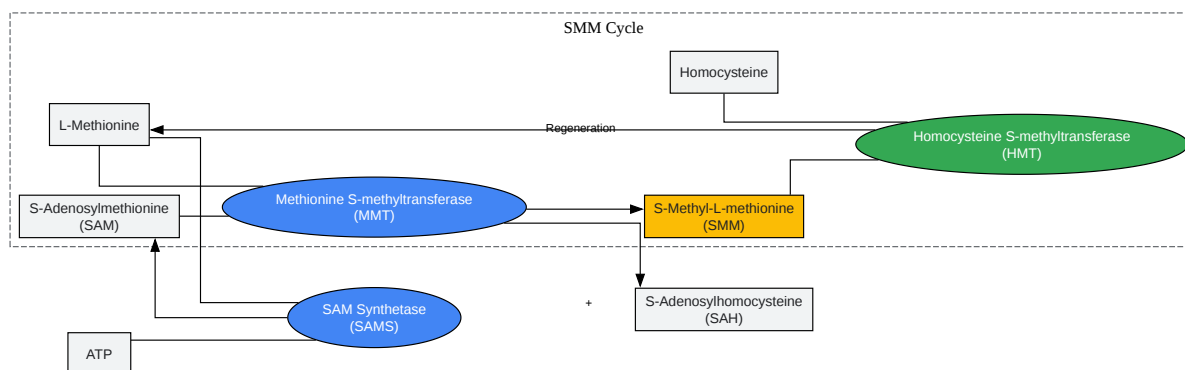 SMM Cycle
Homocysteine
L-Methionine
Regeneration
Homocysteine S-methyltransferase
(HMT)
S-Adenosylmethionine
(SAM)
Methionine S-methyltransferase
(MMT)
S-Methyl-L-methionine
(SMM)
SAM Synthetase
(SAMS)
+
S-Adenosylhomocysteine
(SAH)
ATP